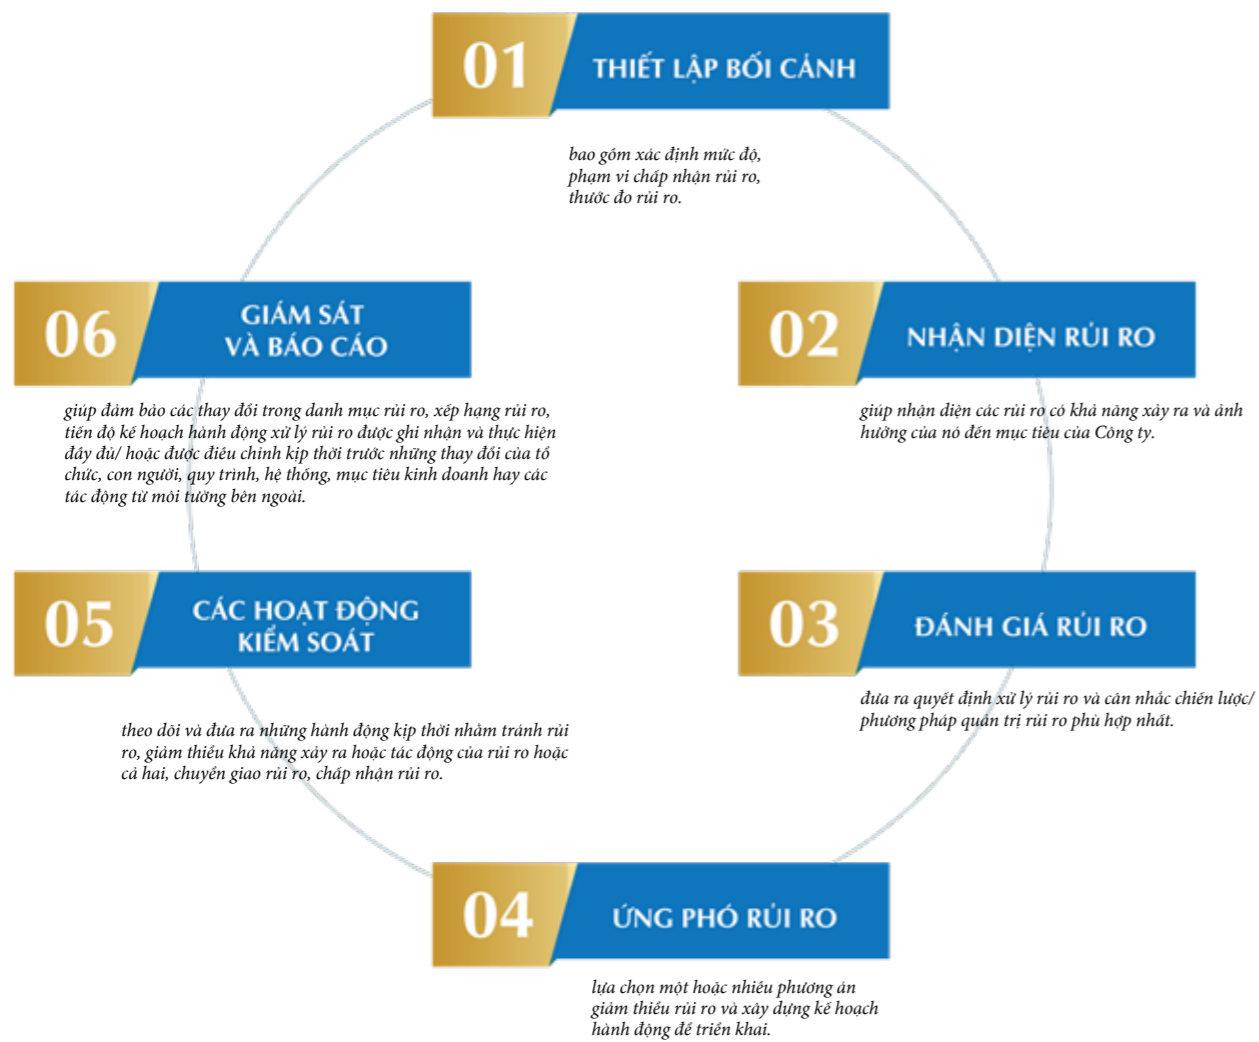 01
THIẾT LẬP BỐI CẢNH
bao gồm xác định mức độ,
phạm vi chấp nhận rủi ro,
thước đo rủi ro.
02
NHẬN DIỆN RỦI RO
giúp nhận diện các rủi ro có khả năng xảy ra và ảnh
hưởng của nó đến mục tiêu của Công ty.
03
ĐÁNH GIÁ RỦI RO
đưa ra quyết định xử lý rủi ro và cân nhắc chiến lược/
phương pháp quản trị rủi ro phù hợp nhất.
04
ỨNG PHÓ RỦI RO
lựa chọn một hoặc nhiều phương án
giảm thiểu rủi ro và xây dựng kế hoạch
hành động để triển khai.
05
CÁC HOẠT ĐỘNG
KIỂM SOÁT
theo dõi và đưa ra những hành động kịp thời nhằm tránh rủi
ro, giảm thiểu khả năng xảy ra hoặc tác động của rủi ro hoặc
cả hai, chuyển giao rủi ro, chấp nhận rủi ro.
06
GIÁM SÁT
VÀ BÁO CÁO
giúp đảm bảo các thay đổi trong danh mục rủi ro, xếp hạng rủi ro,
tiến độ kế hoạch hành động xử lý rủi ro được ghi nhận và thực hiện
đầy đủ/ hoặc được điều chỉnh kịp thời trước những thay đổi của tổ
chức, con người, quy trình, hệ thống, mục tiêu kinh doanh hay các
tác động từ môi tường bên ngoài.